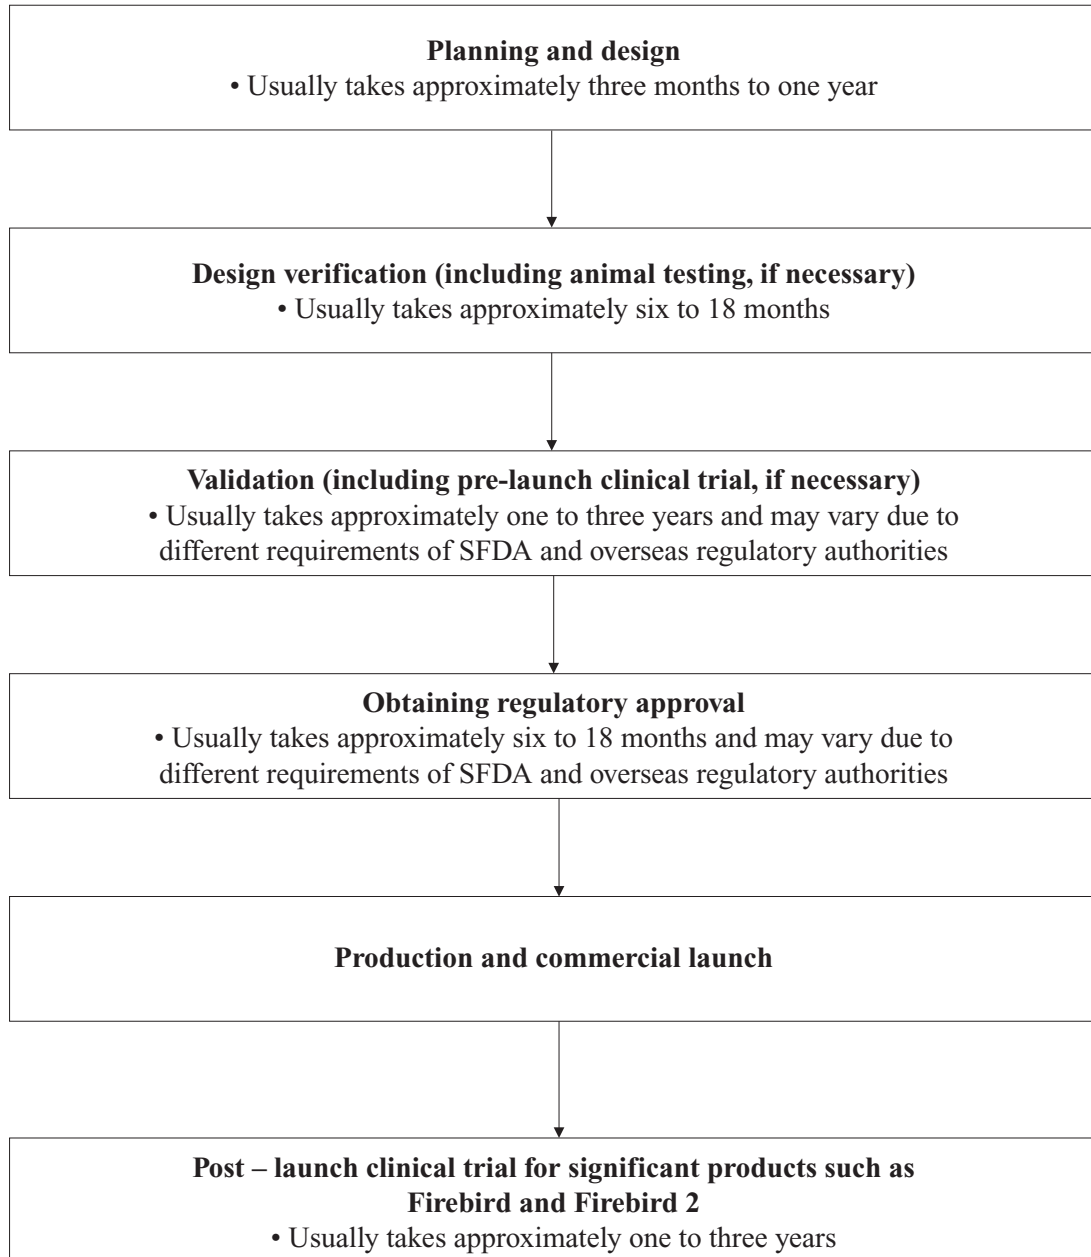 Planning and design
• Usually takes approximately three months to one year
Design verification (including animal testing, if necessary)
• Usually takes approximately six to 18 months
Validation (including pre-launch clinical trial, if necessary)
• Usually takes approximately one to three years and may vary due to
different requirements of SFDA and overseas regulatory authorities
Obtaining regulatory approval
• Usually takes approximately six to 18 months and may vary due to
different requirements of SFDA and overseas regulatory authorities
Production and commercial launch
Post – launch clinical trial for significant products such as
Firebird and Firebird 2
• Usually takes approximately one to three years